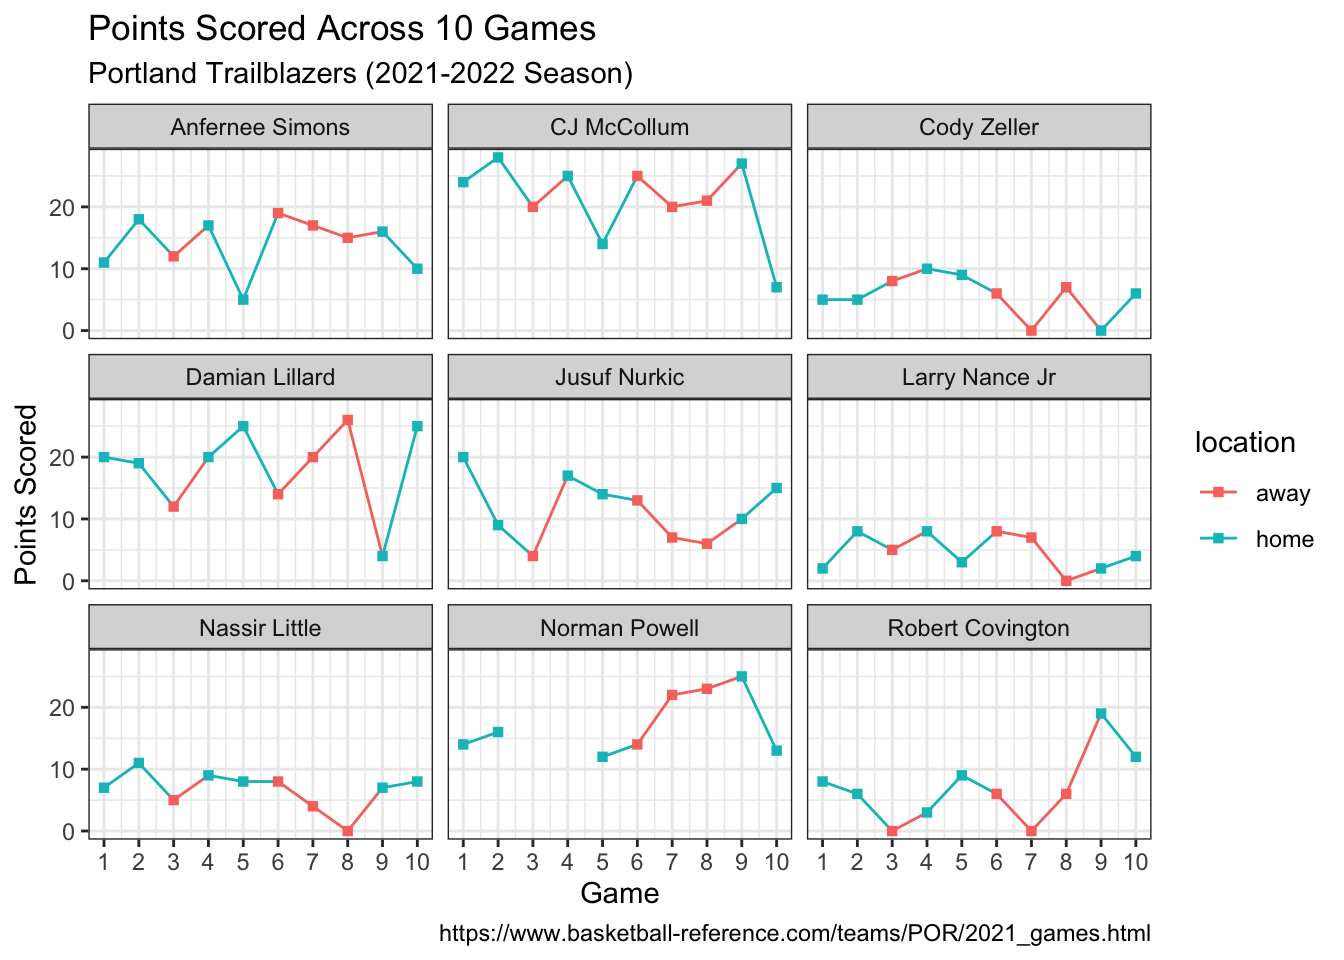 Points Scored Across 10 Games
Portland Trailblazers (2021-2022 Season)
Anfernee Simons
CJ McCollum
Cody Zeller
20
10
0
Damian Lillard
Jusuf Nurkic
Larry Nance Jr
20
10
0
Points Scored
location
away
home
Nassir Little
Norman Powell
Robert Covington
20
10
0
1 2 3 4 5 6 7 8 9 10
1 2 3 4 5 6 7 8 9 10
1 2 3 4 5 6 7 8 9 10
Game
https://www.basketball-reference.com/teams/POR/2021_games.html